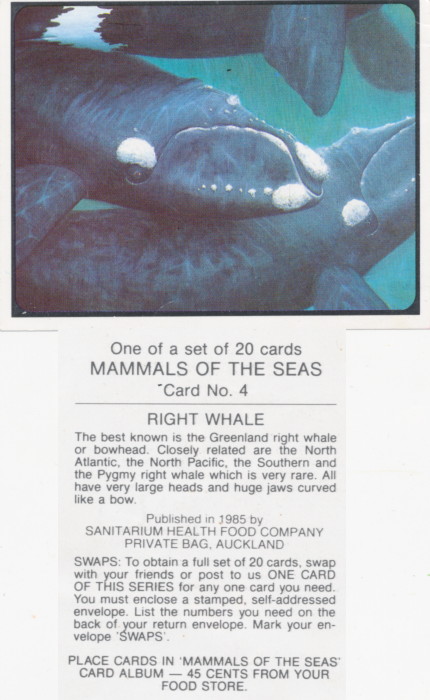 One of a set of 20 cards
MAMMALS OF THE SEAS
Card No. 4
RIGHT WHALE
The best known is the Greenland right whale
or bowhead. Closely related are the North
Atlantic, the North Pacific, the Southern and
the Pygmy right whale which is very rare. All
have very large heads and huge jaws curved
like a bow.
Published in 1985 by
SANITARIUM HEALTH FOOD COMPANY
PRIVATE BAG, AUCKLAND
SWAPS: To obtain a full set of 20 cards, swap
with your friends or post to us ONE CARD
OF THIS SERIES for any one card you need.
You must enclose a stamped, self-addressed
envelope. List the numbers you need on the
back of your return envelope. Mark your en-
velope 'SWAPS'.
PLACE CARDS IN 'MAMMALS OF THE SEAS'
CARD ALBUM — 45 CENTS FROM YOUR
FOOD STORE.